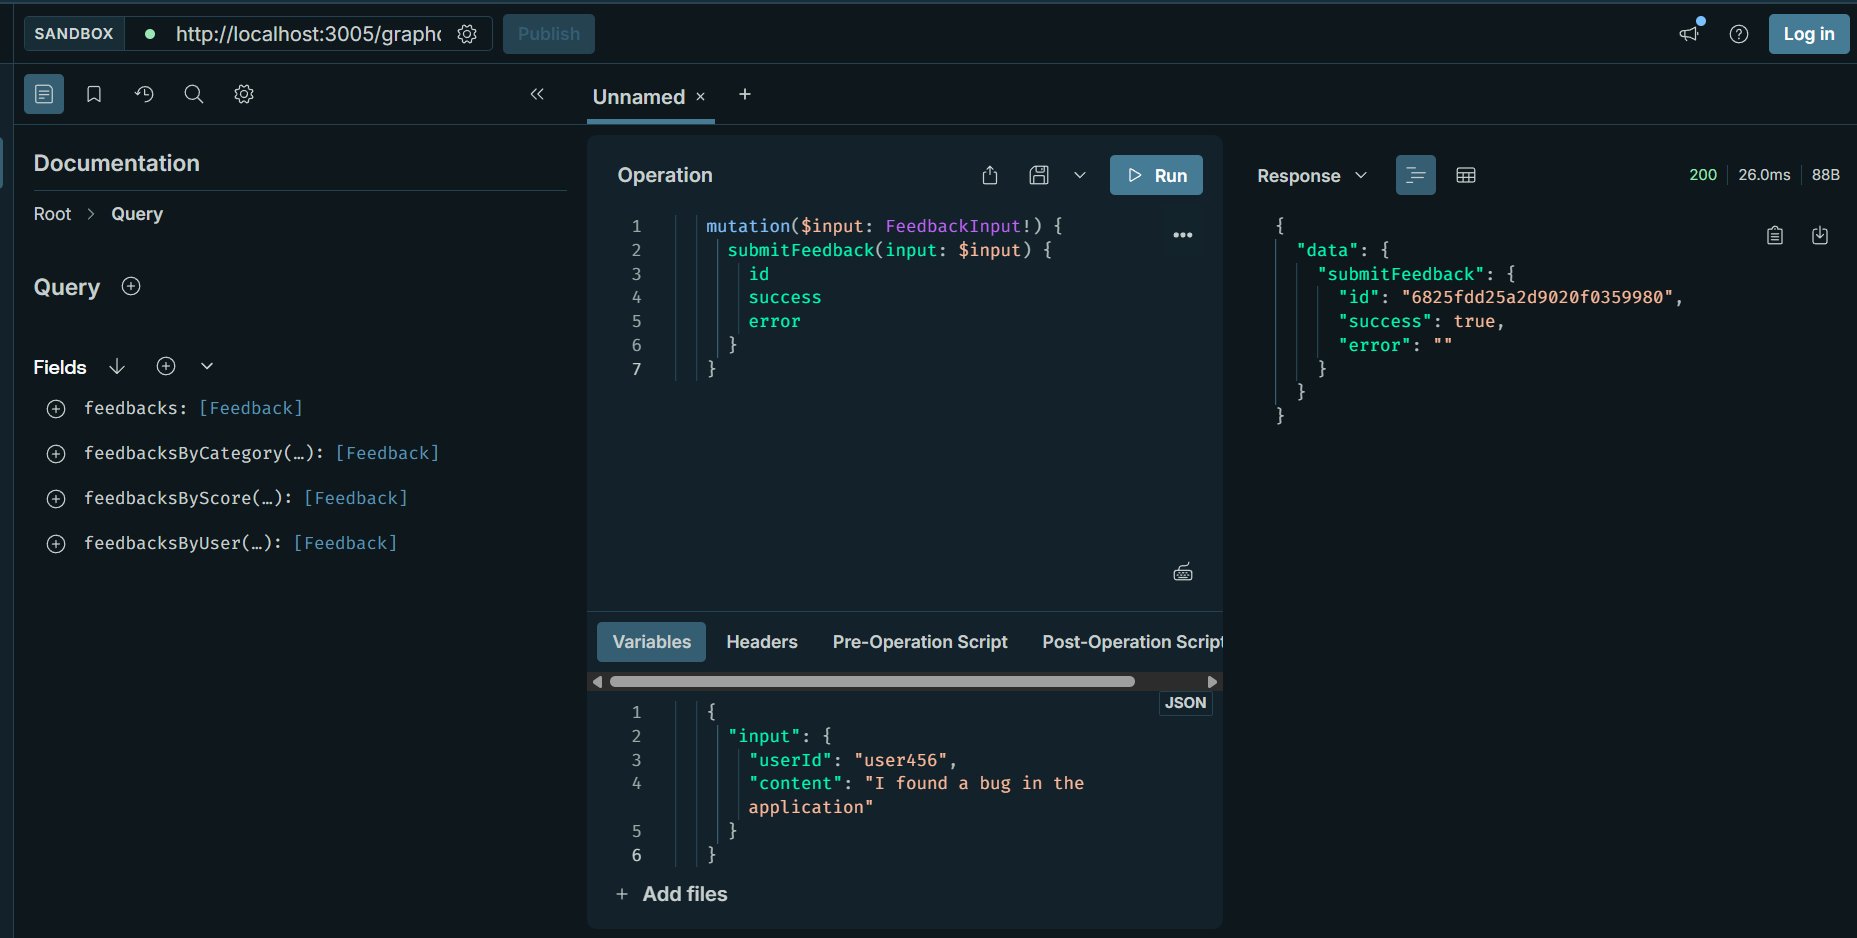 SANDBOX http://localhost:3005/graph Publish Log in
Documentation
Root > Query
Query
Fields
feedbacks: [Feedback]
feedbacksByCategory(…): [Feedback]
feedbacksByScore(…): [Feedback]
feedbacksByUser(…): [Feedback]
Unnamed × +
Operation Run
1 mutation($input: FeedbackInput!) {
2 submitFeedback(input: $input) {
3 id
4 success
5 error
6 }
7 }
Variables Headers Pre-Operation Script Post-Operation Script
JSON
1 {
2 "input": {
3 "userId": "user456",
4 "content": "I found a bug in the
application"
5 }
6 }
+ Add files
Response 200 26.0ms 88B
{
"data": {
"submitFeedback": {
"id": "6825fdd25a2d9020f0359980",
"success": true,
"error": ""
}
}
}